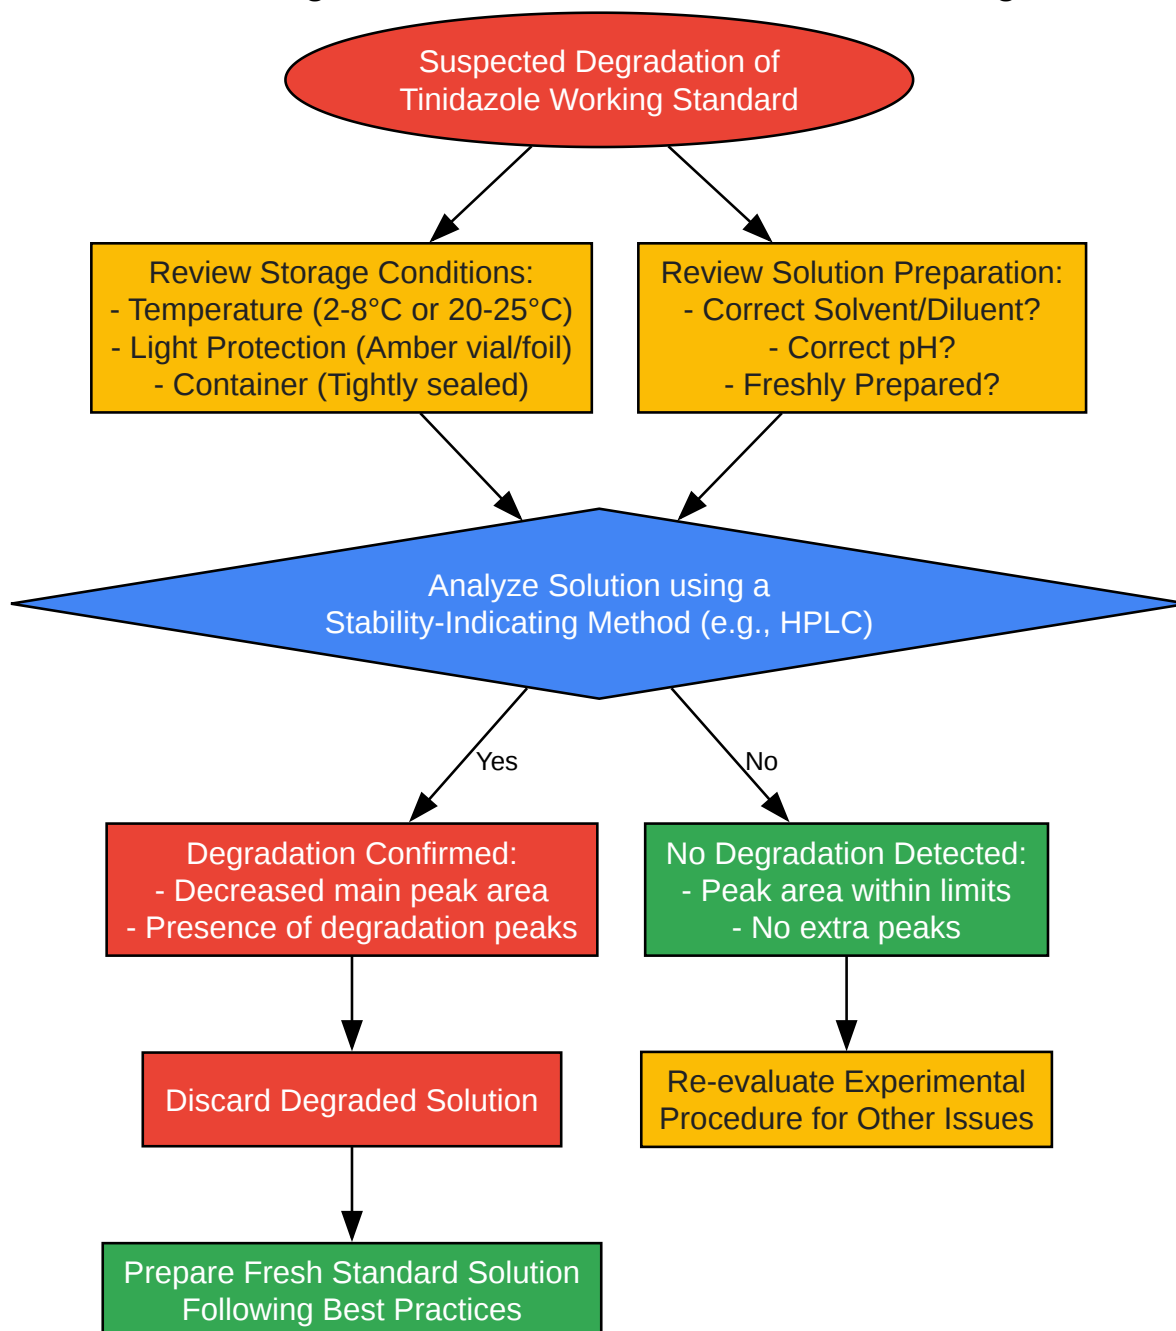 Suspected Degradation of
Tinidazole Working Standard
Review Storage Conditions:
- Temperature (2-8°C or 20-25°C)
- Light Protection (Amber vial/foil)
- Container (Tightly sealed)
Review Solution Preparation:
- Correct Solvent/Diluent?
- Correct pH?
- Freshly Prepared?
Analyze Solution using a
Stability-Indicating Method (e.g., HPLC)
Yes
No
Degradation Confirmed:
- Decreased main peak area
- Presence of degradation peaks
No Degradation Detected:
- Peak area within limits
- No extra peaks
Discard Degraded Solution
Re-evaluate Experimental
Procedure for Other Issues
Prepare Fresh Standard Solution
Following Best Practices